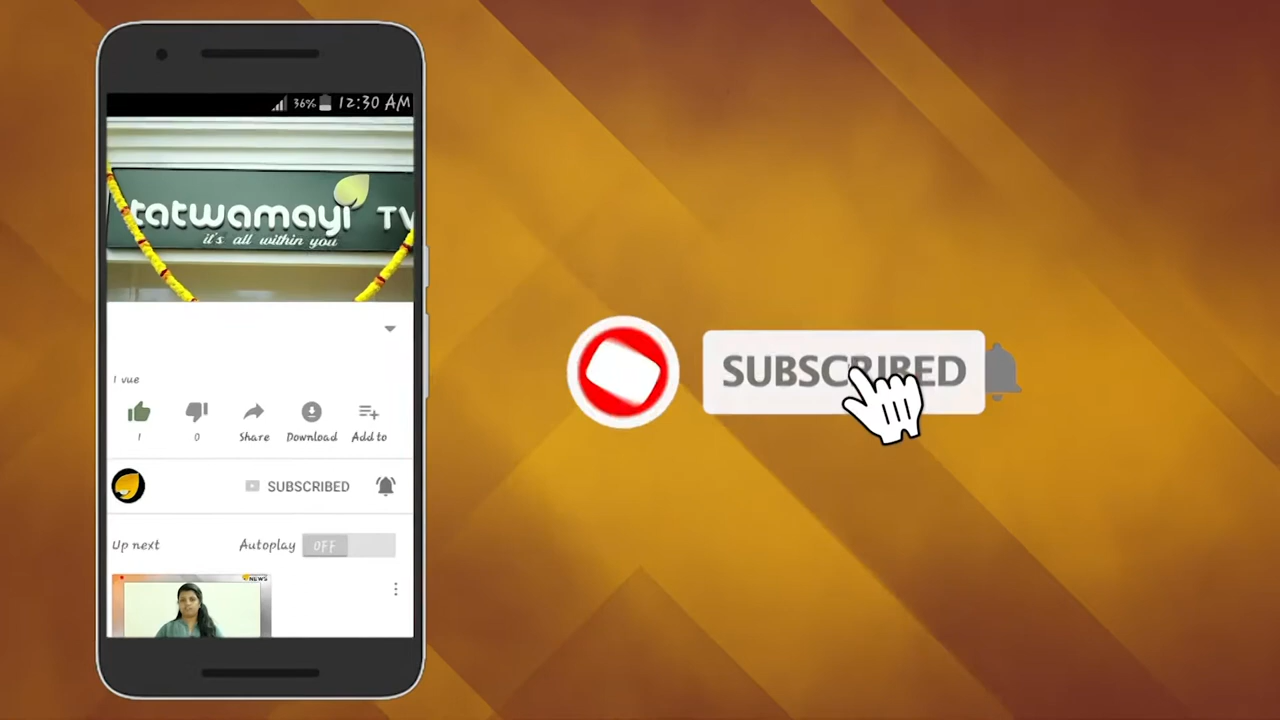 36% 12:30 AM
tatwamayi TV
it's all within you
1 vue
1
0
Share
Download
Add to
SUBSCRIBED
Up next
Autoplay
OFF
NEWS
SUBSCRIBED